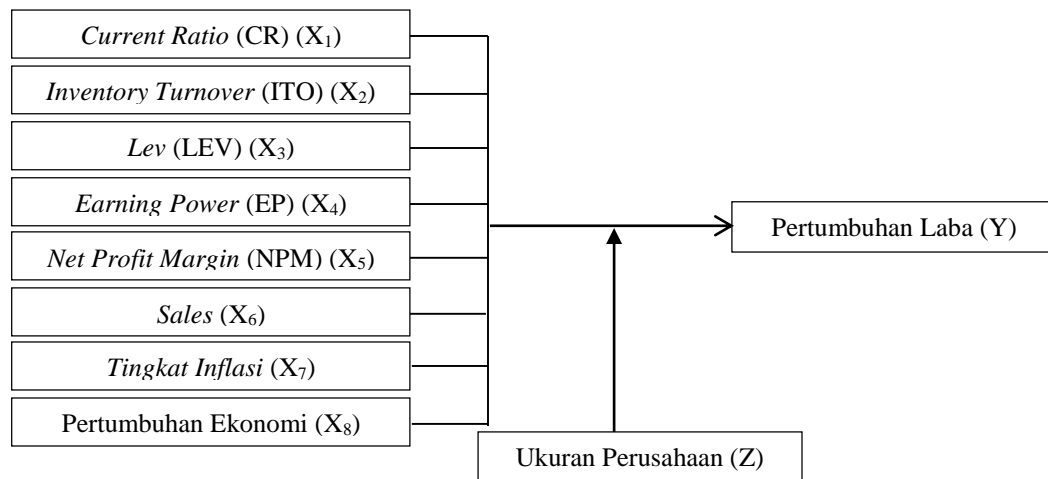 Current Ratio (CR) (X₁)
Inventory Turnover (ITO) (X₂)
Lev (LEV) (X₃)
Earning Power (EP) (X₄)
Net Profit Margin (NPM) (X₅)
Sales (X₆)
Tingkat Inflasi (X₇)
Pertumbuhan Ekonomi (X₈)
Pertumbuhan Laba (Y)
Ukuran Perusahaan (Z)